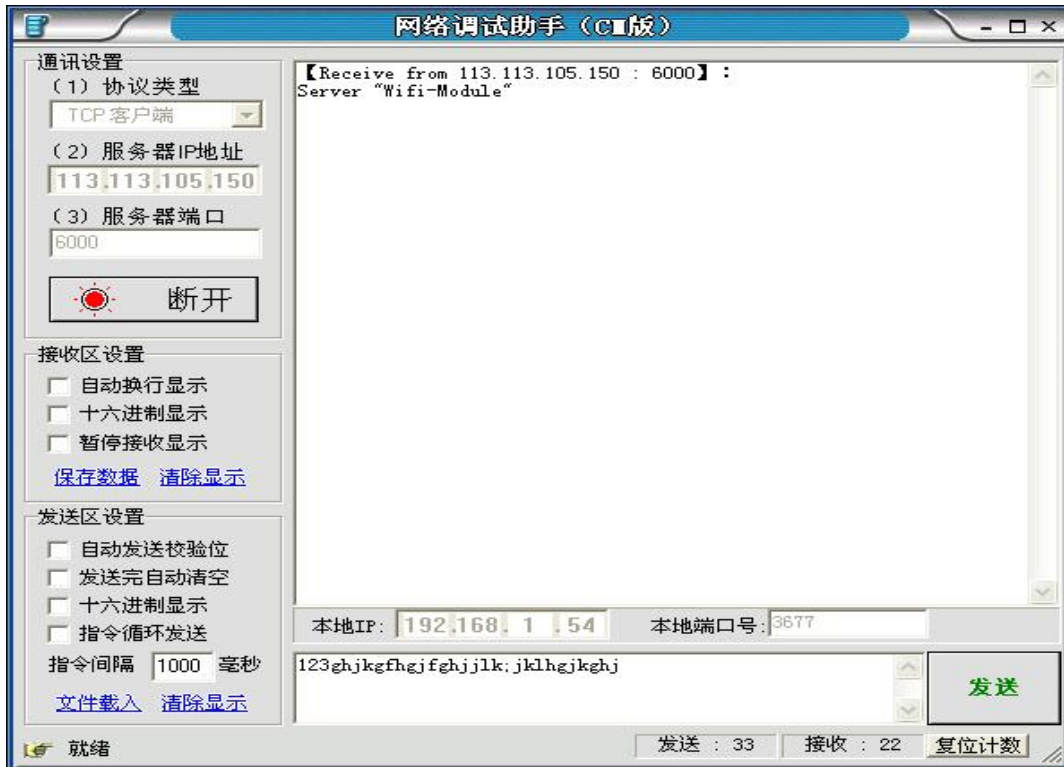 网络调试助手（CⅢ版）
通讯设置
（1）协议类型
TCP 客户端
（2）服务器IP地址
113.113.105.150
（3）服务器端口
6000
断开
接收区设置
自动换行显示
十六进制显示
暂停接收显示
保存数据 清除显示
发送区设置
自动发送校验位
发送完自动清空
十六进制显示
指令循环发送
指令间隔 1000 毫秒
文件载入 清除显示
【Receive from 113.113.105.150 : 6000】：
Server "Wifi-Module"
本地IP: 192.168. 1 .54 本地端口号: 3677
123ghjkgfhgjfghjjlk;jklhgjkghj
发送
就绪
发送 : 33 接收 : 22 复位计数